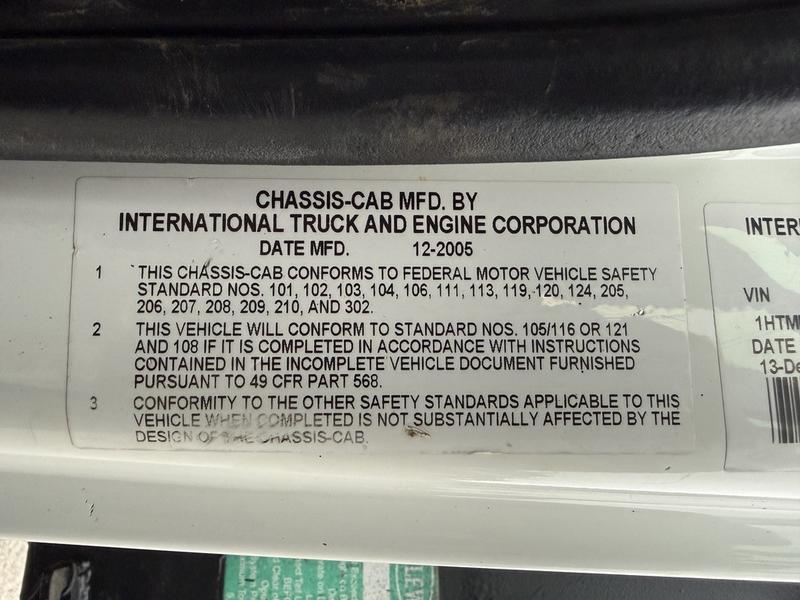 CHASSIS-CAB MFD. BY
INTERNATIONAL TRUCK AND ENGINE CORPORATION
DATE MFD. 12-2005
1 THIS CHASSIS-CAB CONFORMS TO FEDERAL MOTOR VEHICLE SAFETY
STANDARD NOS. 101, 102, 103, 104, 106, 111, 113, 119, 120, 124, 205,
206, 207, 208, 209, 210, AND 302.
2 THIS VEHICLE WILL CONFORM TO STANDARD NOS. 105/116 OR 121
AND 108 IF IT IS COMPLETED IN ACCORDANCE WITH INSTRUCTIONS
CONTAINED IN THE INCOMPLETE VEHICLE DOCUMENT FURNISHED
PURSUANT TO 49 CFR PART 568.
3 CONFORMITY TO THE OTHER SAFETY STANDARDS APPLICABLE TO THIS
VEHICLE WHEN COMPLETED IS NOT SUBSTANTIALLY AFFECTED BY THE
DESIGN OF THE CHASSIS-CAB.
VIN
DATE